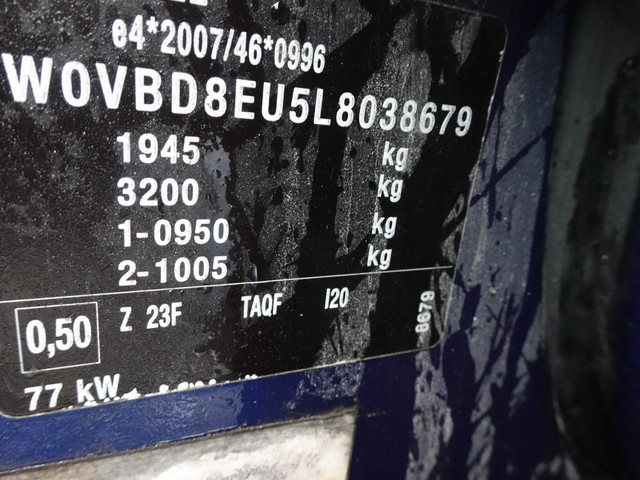 e4*2007/46*0996
W0VBD8EU5L8038679
1945 kg
3200 kg
1-0950 kg
2-1005 kg
0,50 Z 23F TAQF I20 8679
77 kW